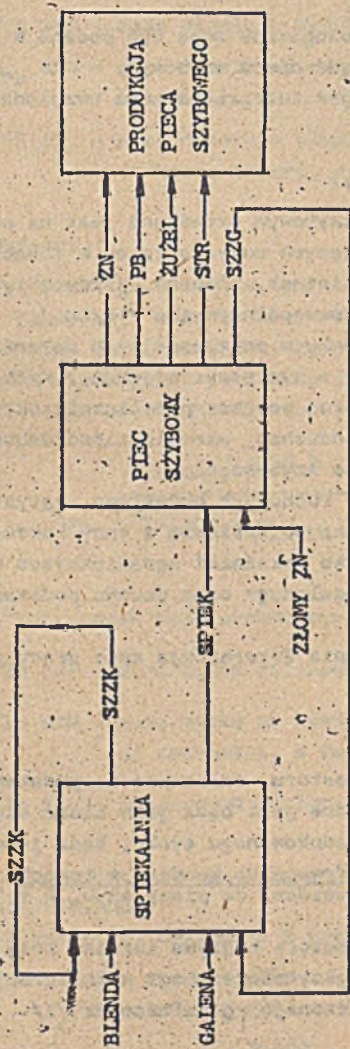 SZZK
BLENDA
GALENA
SPIEKALNIA
SZZK
SPIEK
ZŁOMY ZN
PIEC
SZYBOWY
ZN
PB
ŻUŻEL
STR
SZZG
PRODUKCJA
PIECA
SZYBOWEGO